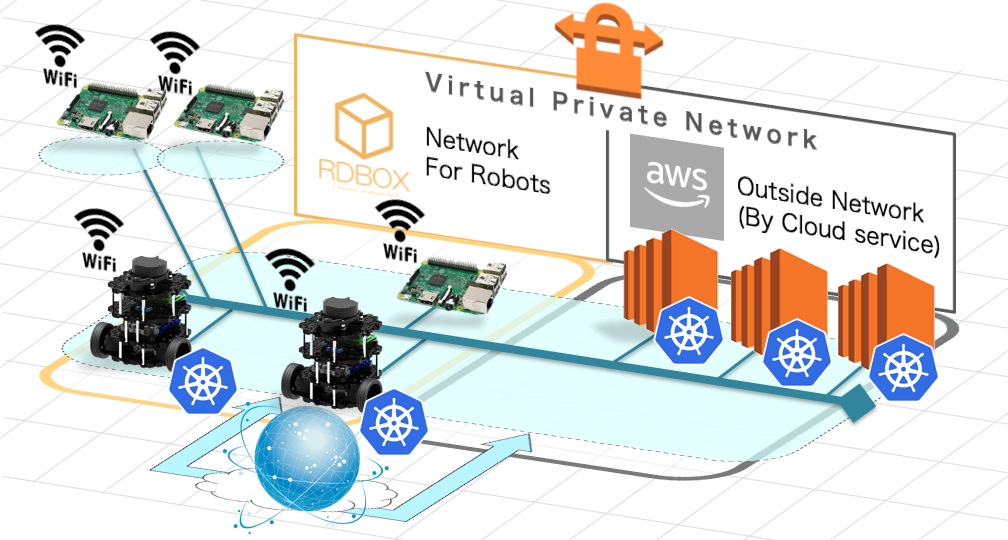 WiFi
WiFi
Virtual Private Network
RDBOX
Network
For Robots
aws
Outside Network
(By Cloud service)
WiFi
WiFi
WiFi